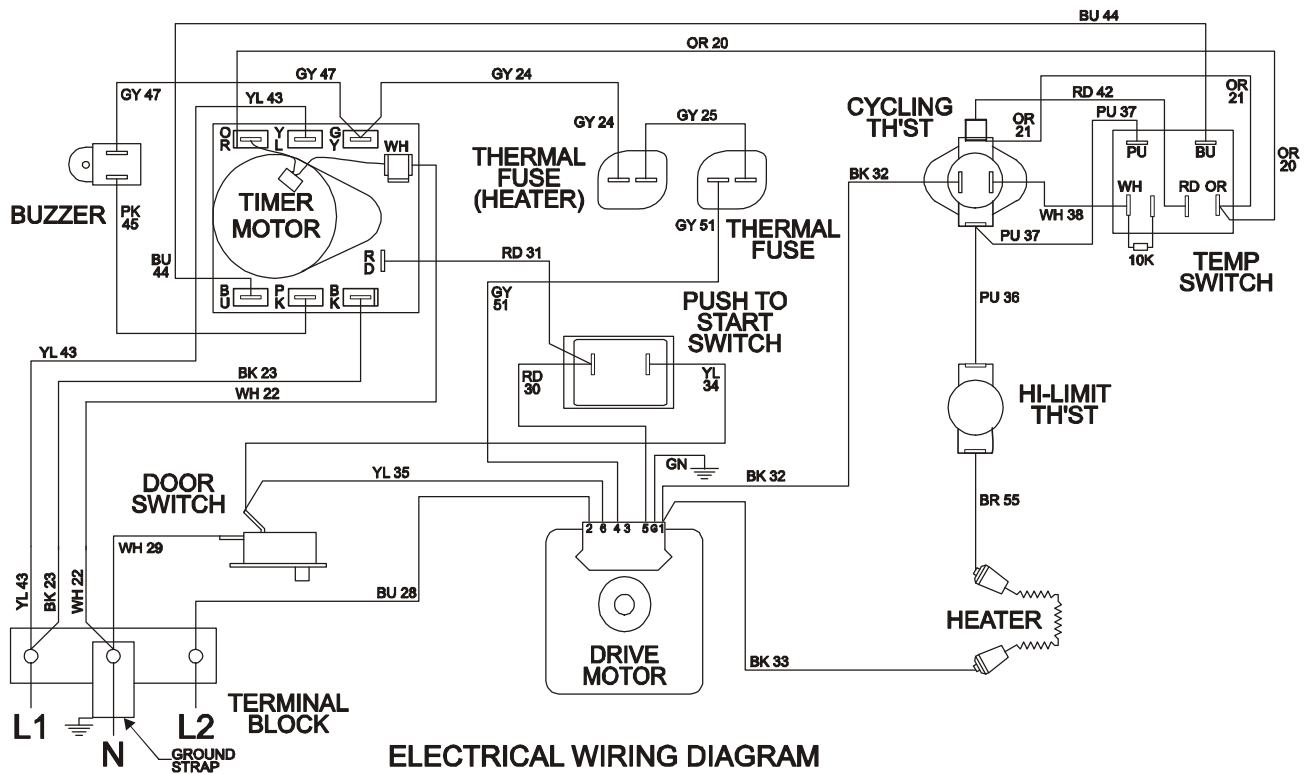 BU 44
OR 20
GY 47
GY 24
GY 47
YL 43
GY 24
GY 25
CYCLING
TH'ST
RD 42
OR
21
OR
21
PU 37
O
R
Y
L
G
Y
WH
PU
BU
OR
20
THERMAL
FUSE
(HEATER)
BK 32
WH
RD
OR
BUZZER
PK
45
TIMER
MOTOR
GY 51
THERMAL
FUSE
WH 38
PU 37
10K
TEMP
SWITCH
BU
44
R
D
RD 31
B
U
P
K
B
K
GY
51
PUSH TO
START
SWITCH
PU 36
YL 43
BK 23
WH 22
RD
30
YL
34
HI-LIMIT
TH'ST
DOOR
SWITCH
YL 35
GN
BK 32
BR 55
2
6
4
3
5
G
1
WH 29
YL 43
BK 23
WH 22
BU 28
HEATER
DRIVE
MOTOR
BK 33
L1
N
L2
TERMINAL
BLOCK
GROUND
STRAP
ELECTRICAL WIRING DIAGRAM